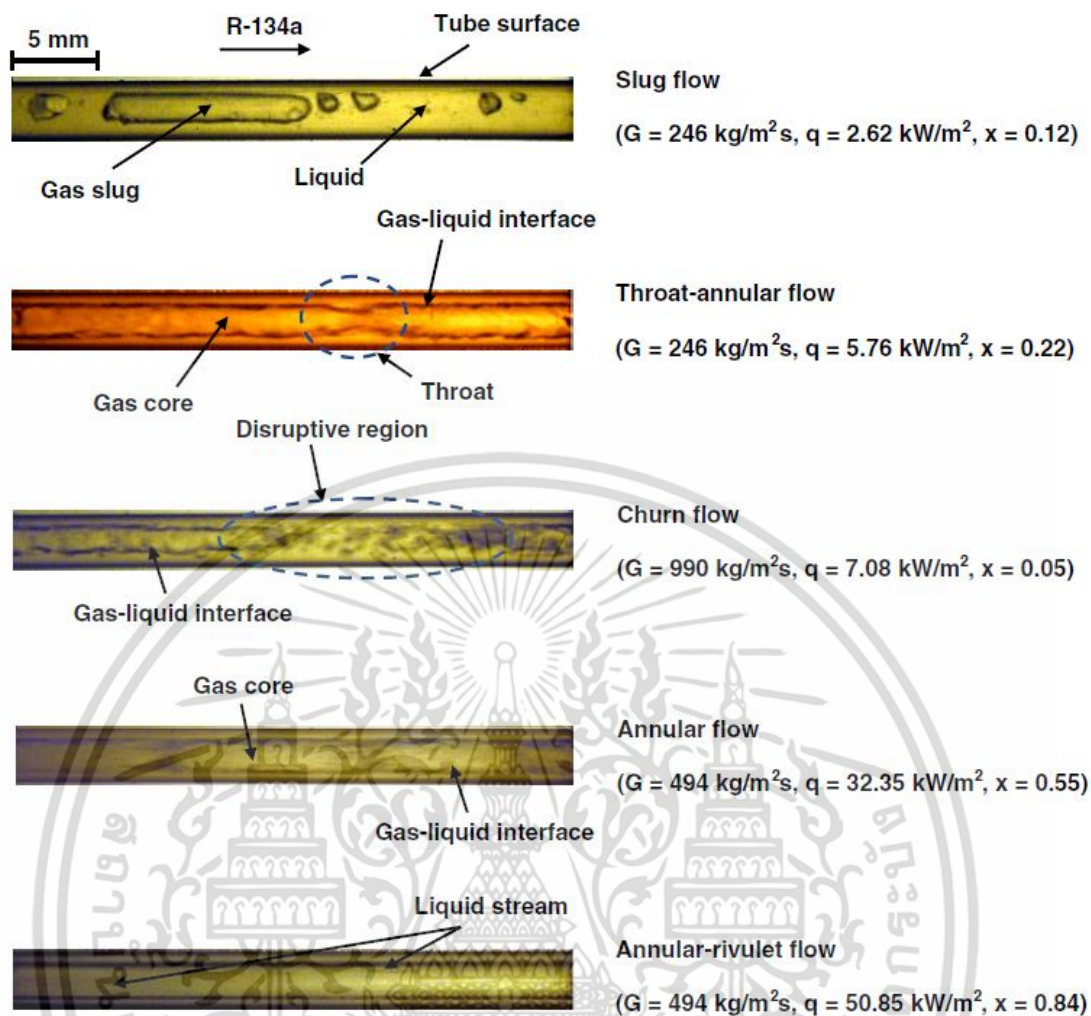 R-134a
Tube surface
5 mm
Slug flow
(G = 246 kg/m²s, q = 2.62 kW/m², x = 0.12)
Gas slug
Liquid
Gas-liquid interface
Throat-annular flow
(G = 246 kg/m²s, q = 5.76 kW/m², x = 0.22)
Gas core
Throat
Disruptive region
Churn flow
(G = 990 kg/m²s, q = 7.08 kW/m², x = 0.05)
Gas-liquid interface
Gas core
Annular flow
(G = 494 kg/m²s, q = 32.35 kW/m², x = 0.55)
Gas-liquid interface
Liquid stream
Annular-rivulet flow
(G = 494 kg/m²s, q = 50.85 kW/m², x = 0.84)